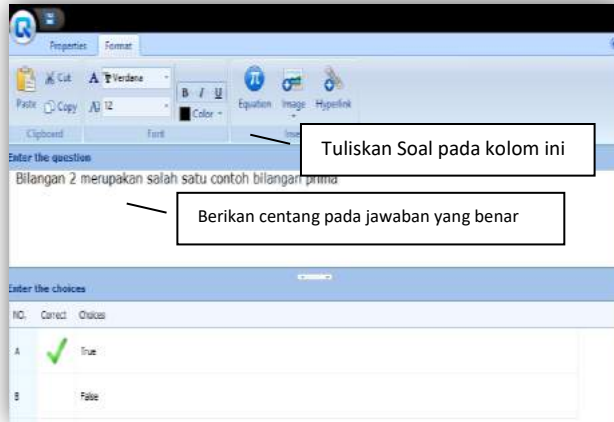 Properties Format
Paste Cut Copy
Verdana
12
B I U
Color
Equation Image Hyperlink
Clipboard Font
Tuliskan Soal pada kolom ini
Enter the question
Bilangan 2 merupakan salah satu contoh bilangan prima
Berikan centang pada jawaban yang benar
Enter the choices
NO. Correct Choices
A True
B False